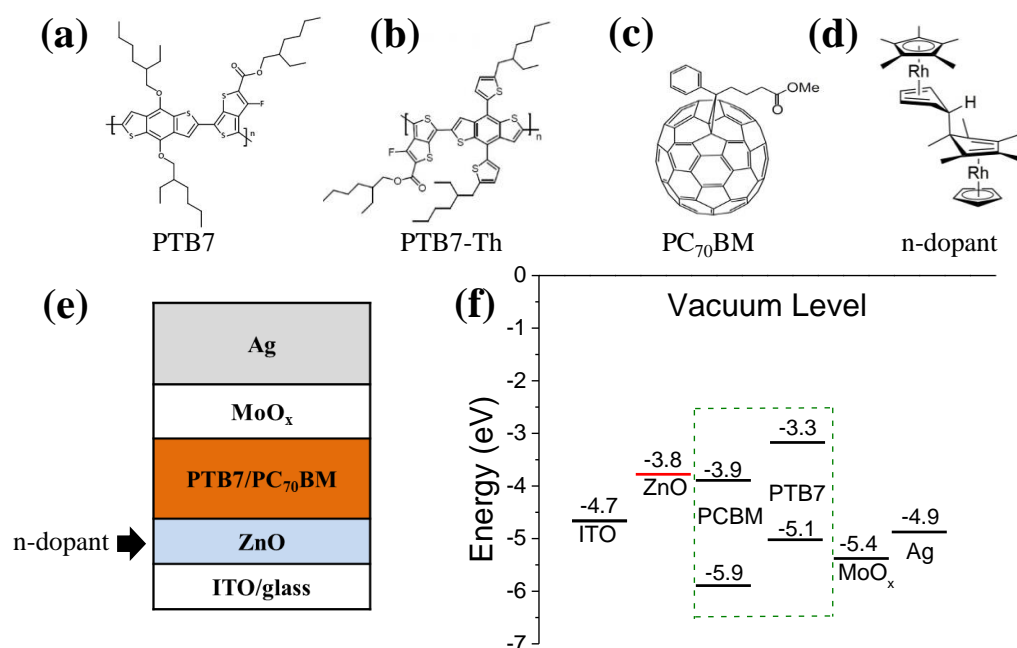 (a)
(b)
(c)
(d)
O
O
O
F
S
S
S
S
O
n
PTB7
S
S
S
S
S
S
F
O
O
n
PTB7-Th
OMe
O
PC70BM
Rh
H
Rh
n-dopant
(e)
Ag
MoOx
PTB7/PC70BM
n-dopant
ZnO
ITO/glass
(f)
Vacuum Level
Energy (eV)
0
-1
-2
-3
-4
-5
-6
-7
-4.7
ITO
-3.8
ZnO
-3.9
PCBM
-5.9
-3.3
PTB7
-5.1
-5.4
MoOx
-4.9
Ag